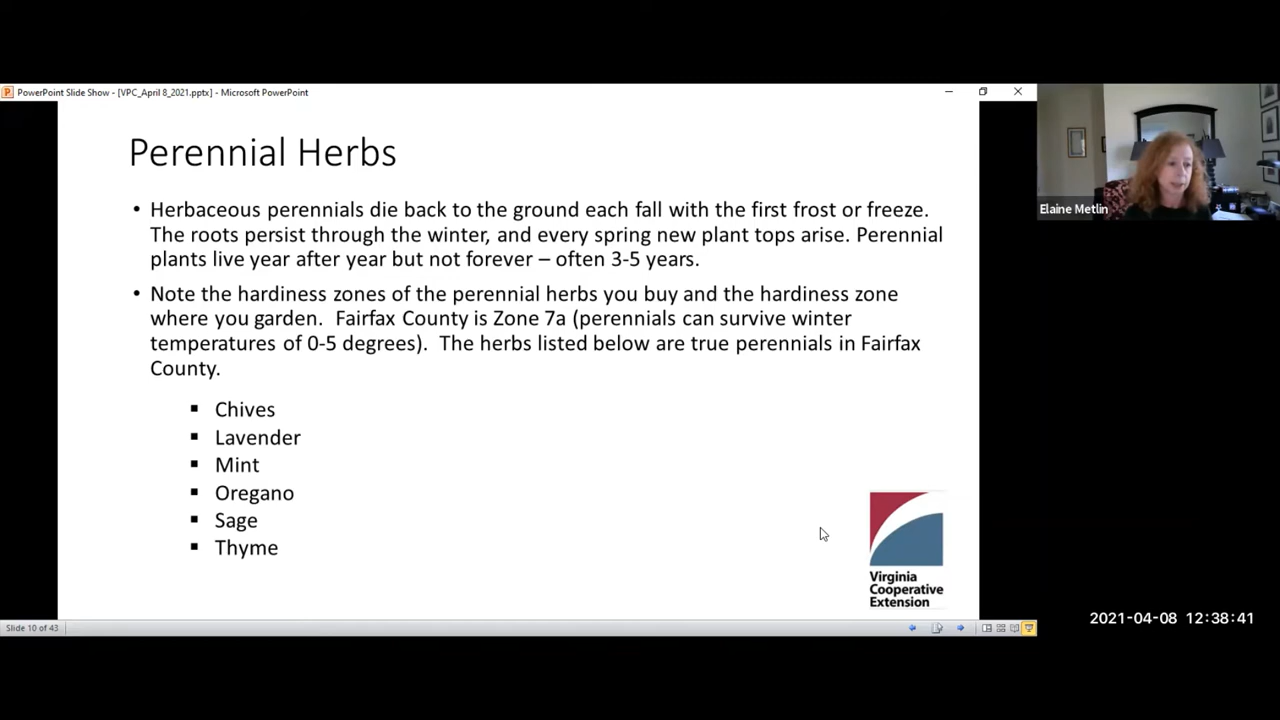 PowerPoint Slide Show - [VPC_April 8_2021.pptx] - Microsoft PowerPoint
Perennial Herbs
• Herbaceous perennials die back to the ground each fall with the first frost or freeze.
The roots persist through the winter, and every spring new plant tops arise. Perennial
plants live year after year but not forever – often 3-5 years.
• Note the hardiness zones of the perennial herbs you buy and the hardiness zone
where you garden. Fairfax County is Zone 7a (perennials can survive winter
temperatures of 0-5 degrees). The herbs listed below are true perennials in Fairfax
County.
▪ Chives
▪ Lavender
▪ Mint
▪ Oregano
▪ Sage
▪ Thyme
Virginia
Cooperative
Extension
Slide 10 of 43
Elaine Metlin
2021-04-08 12:38:41